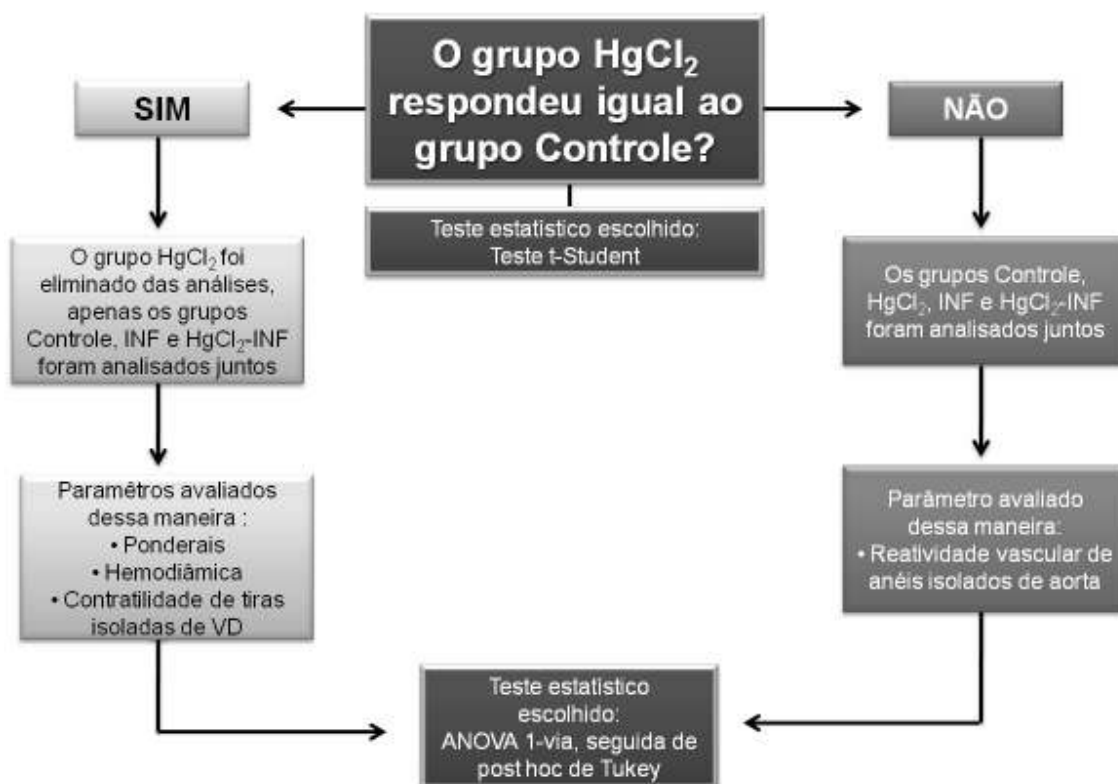 O grupo HgCl₂
respondeu igual ao
grupo Controle?
SIM
NÃO
Teste estatístico escolhido:
Teste t-Student
O grupo HgCl₂ foi
eliminado das análises,
apenas os grupos
Controle, INF e HgCl₂-INF
foram analisados juntos
Os grupos Controle,
HgCl₂, INF e HgCl₂-INF
foram analisados juntos
Paramêtros avaliados
dessa maneira :
• Ponderais
• Hemodiâmica
• Contratilidade de tiras
isoladas de VD
Parâmetro avaliado
dessa maneira:
• Reatividade vascular de
anéis isolados de aorta
Teste estatístico
escolhido:
ANOVA 1-via, seguida de
post hoc de Tukey